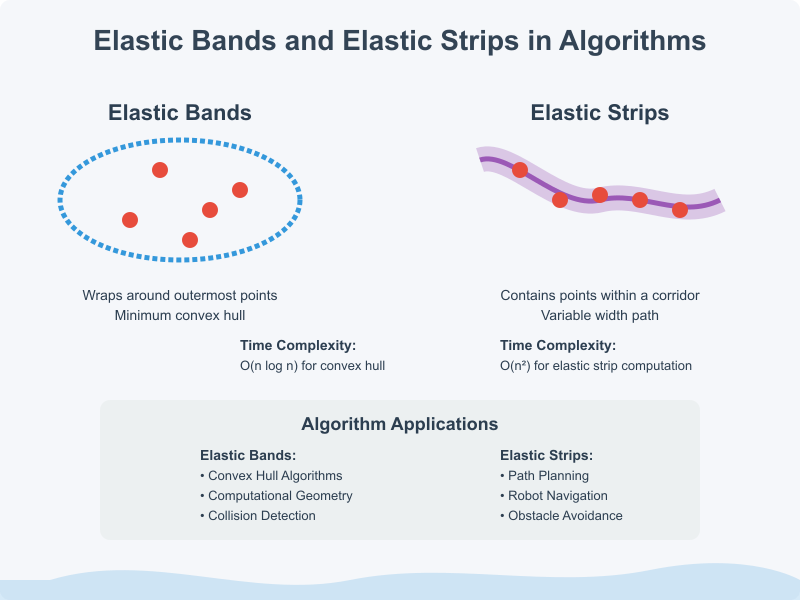 Elastic Bands and Elastic Strips in Algorithms
Elastic Bands
Wraps around outermost points
Minimum convex hull
Time Complexity:
O(n log n) for convex hull
Elastic Strips
Contains points within a corridor
Variable width path
Time Complexity:
O(n²) for elastic strip computation
Algorithm Applications
Elastic Bands:
• Convex Hull Algorithms
• Computational Geometry
• Collision Detection
Elastic Strips:
• Path Planning
• Robot Navigation
• Obstacle Avoidance